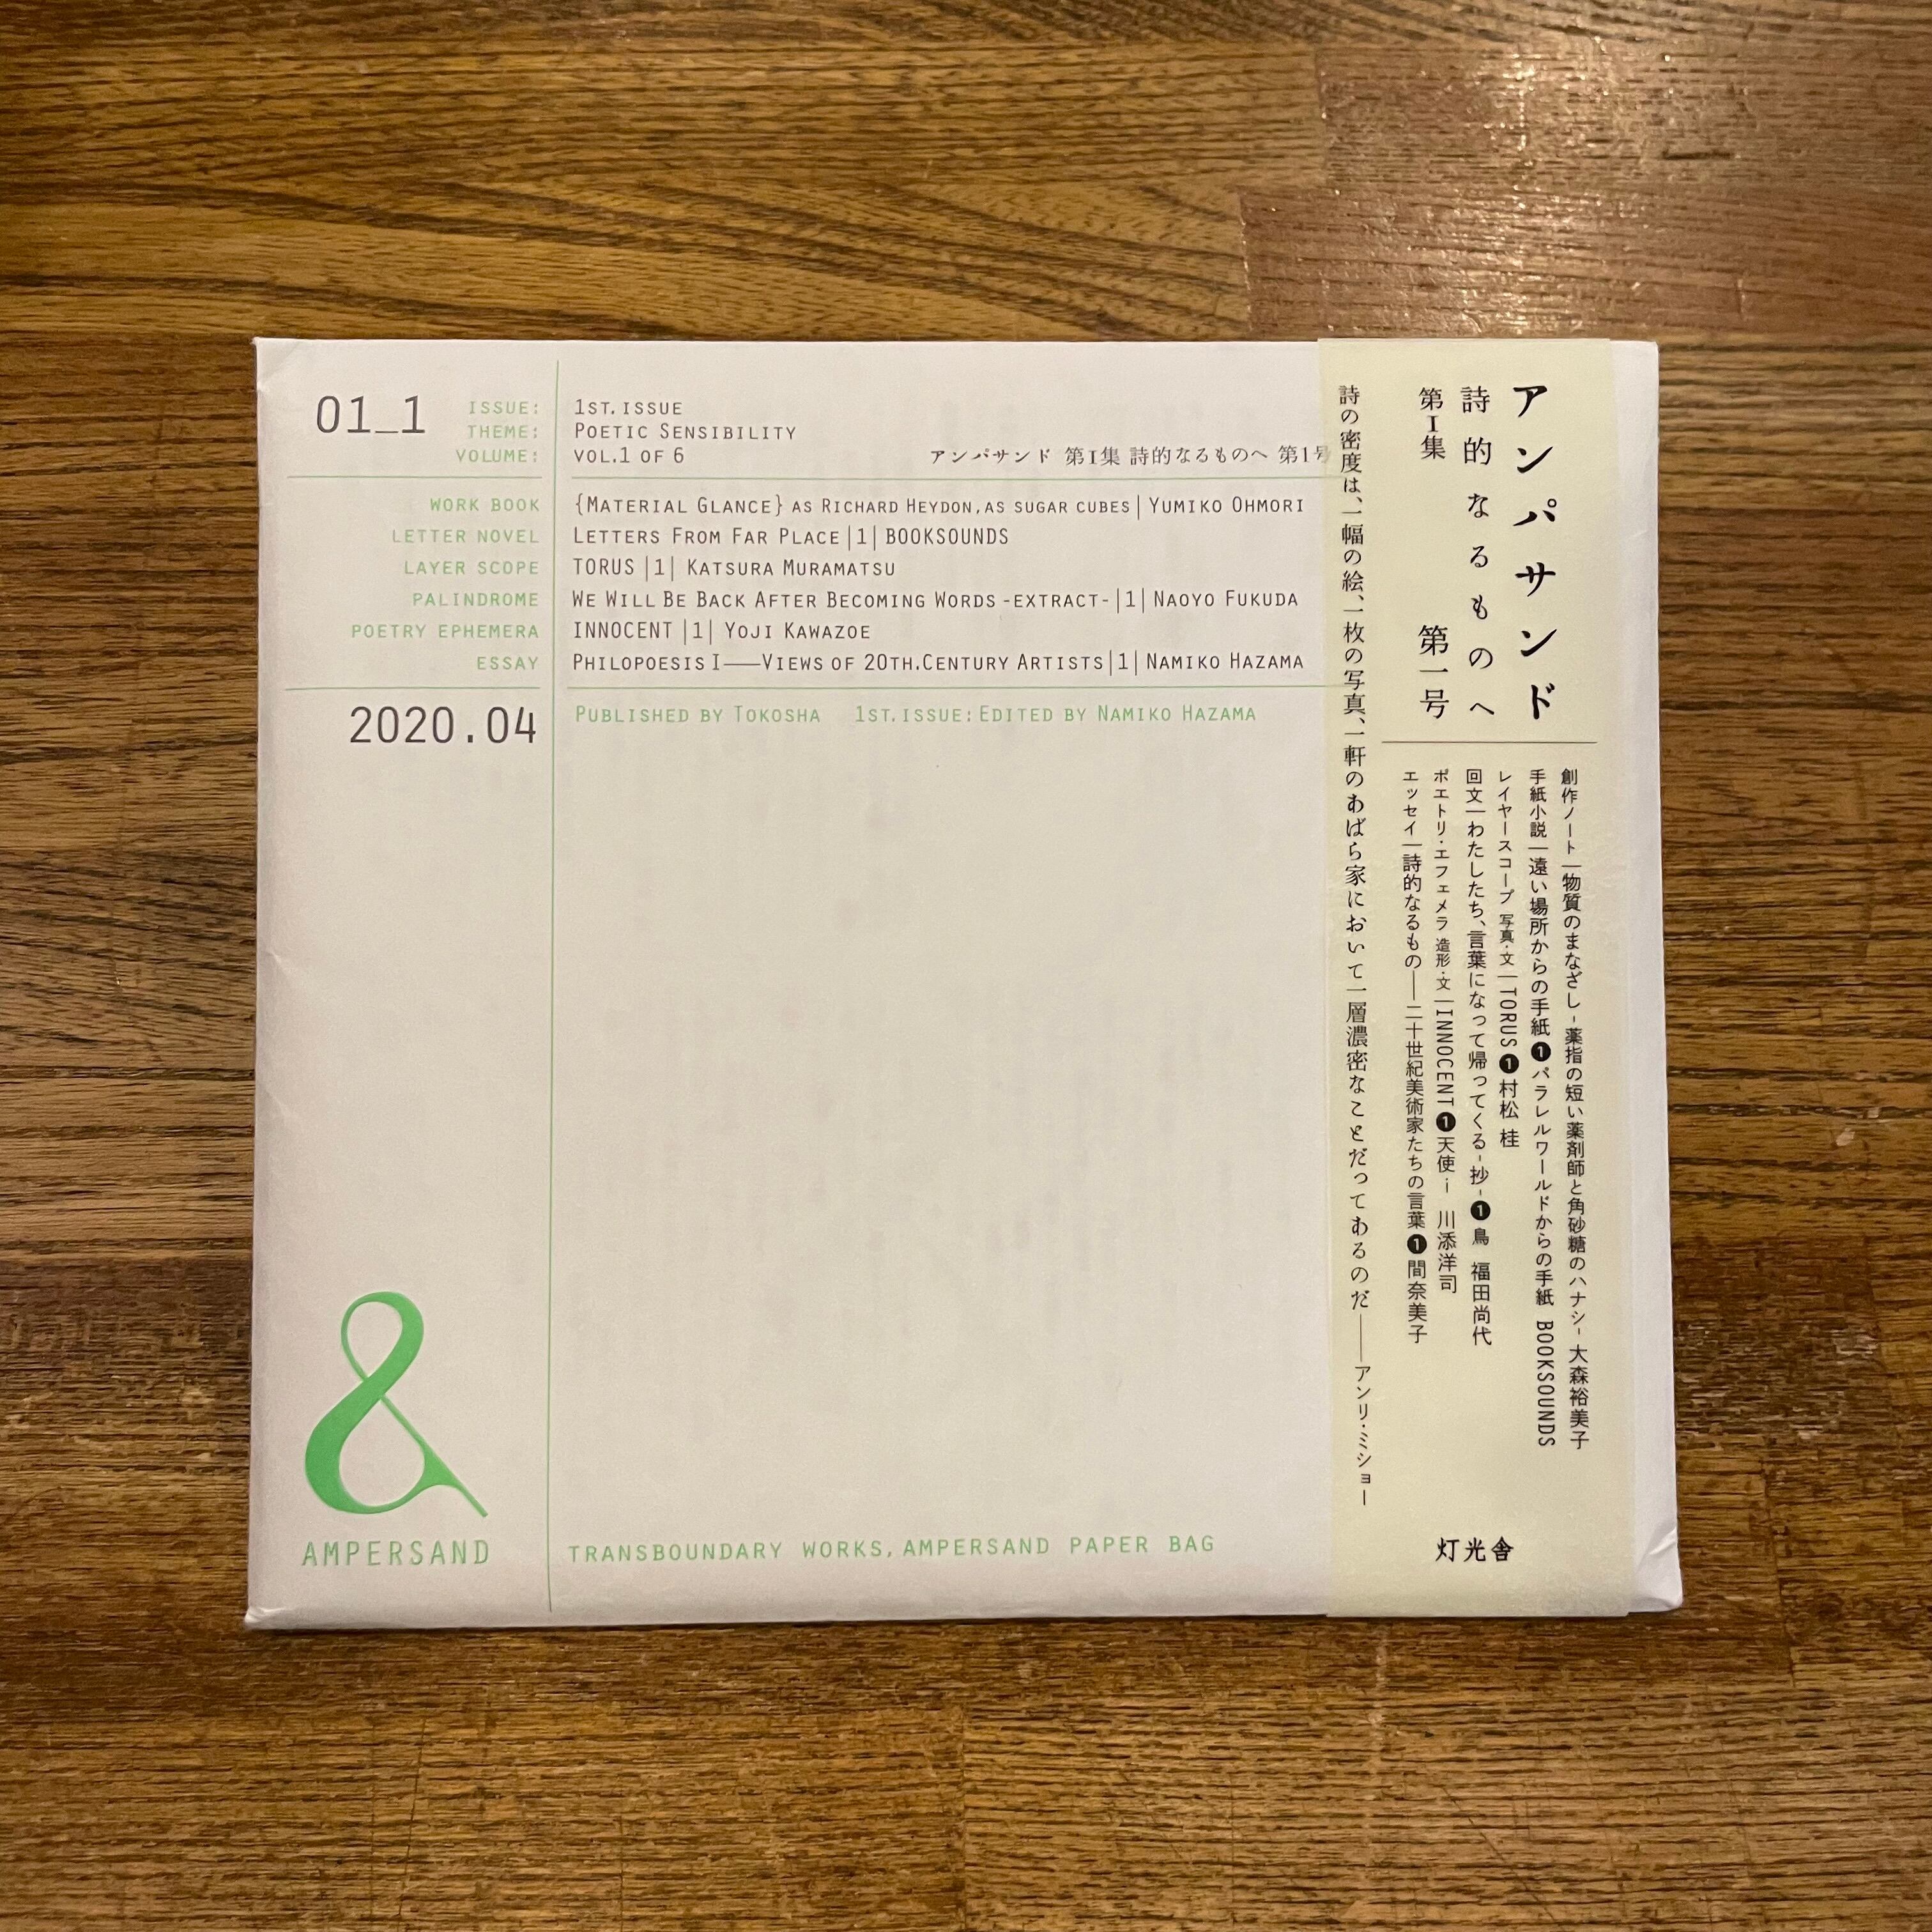 01_1
ISSUE: 1ST. ISSUE
THEME: POETIC SENSIBILITY
VOLUME: VOL.1 OF 6
アンパサンド 第I集 詩的なるものへ 第1号
WORK BOOK {MATERIAL GLANCE} AS RICHARD HEYDON, AS SUGAR CUBES|YUMIKO OHMORI
LETTER NOVEL LETTERS FROM FAR PLACE|1|BOOKSOUNDS
LAYER SCOPE TORUS|1|KATSURA MURAMATSU
PALINDROME WE WILL BE BACK AFTER BECOMING WORDS -EXTRACT-|1|NAOYO FUKUDA
POETRY EPHEMERA INNOCENT|1|YOJI KAWAZOE
ESSAY PHILOPOESIS I——VIEWS OF 20TH.CENTURY ARTISTS|1|NAMIKO HAZAMA
2020.04
PUBLISHED BY TOKOSHA 1ST. ISSUE: EDITED BY NAMIKO HAZAMA
&
AMPERSAND
TRANSBOUNDARY WORKS, AMPERSAND PAPER BAG
アンパサンド
詩的なるものへ
第I集 第一号
創作ノート|物質のまなざし-薬指の短い薬剤師と角砂糖のハナシ-大森裕美子
手紙小説|遠い場所からの手紙❶パラレルワールドからの手紙 BOOKSOUNDS
レイヤースコープ 写真・文|TORUS❶村松 桂
回文|わたしたち、言葉になって帰ってくる-抄-❶鳥 福田尚代
ポエトリ・エフェメラ 造形・文|INNOCENT❶天使・i 川添洋司
エッセイ|詩的なるもの——二十世紀美術家たちの言葉❶間奈美子
詩の密度は、一幅の絵、一枚の写真、一軒のあばら家において一層濃密なことだってあるのだ——アンリ・ミショー
灯光舎